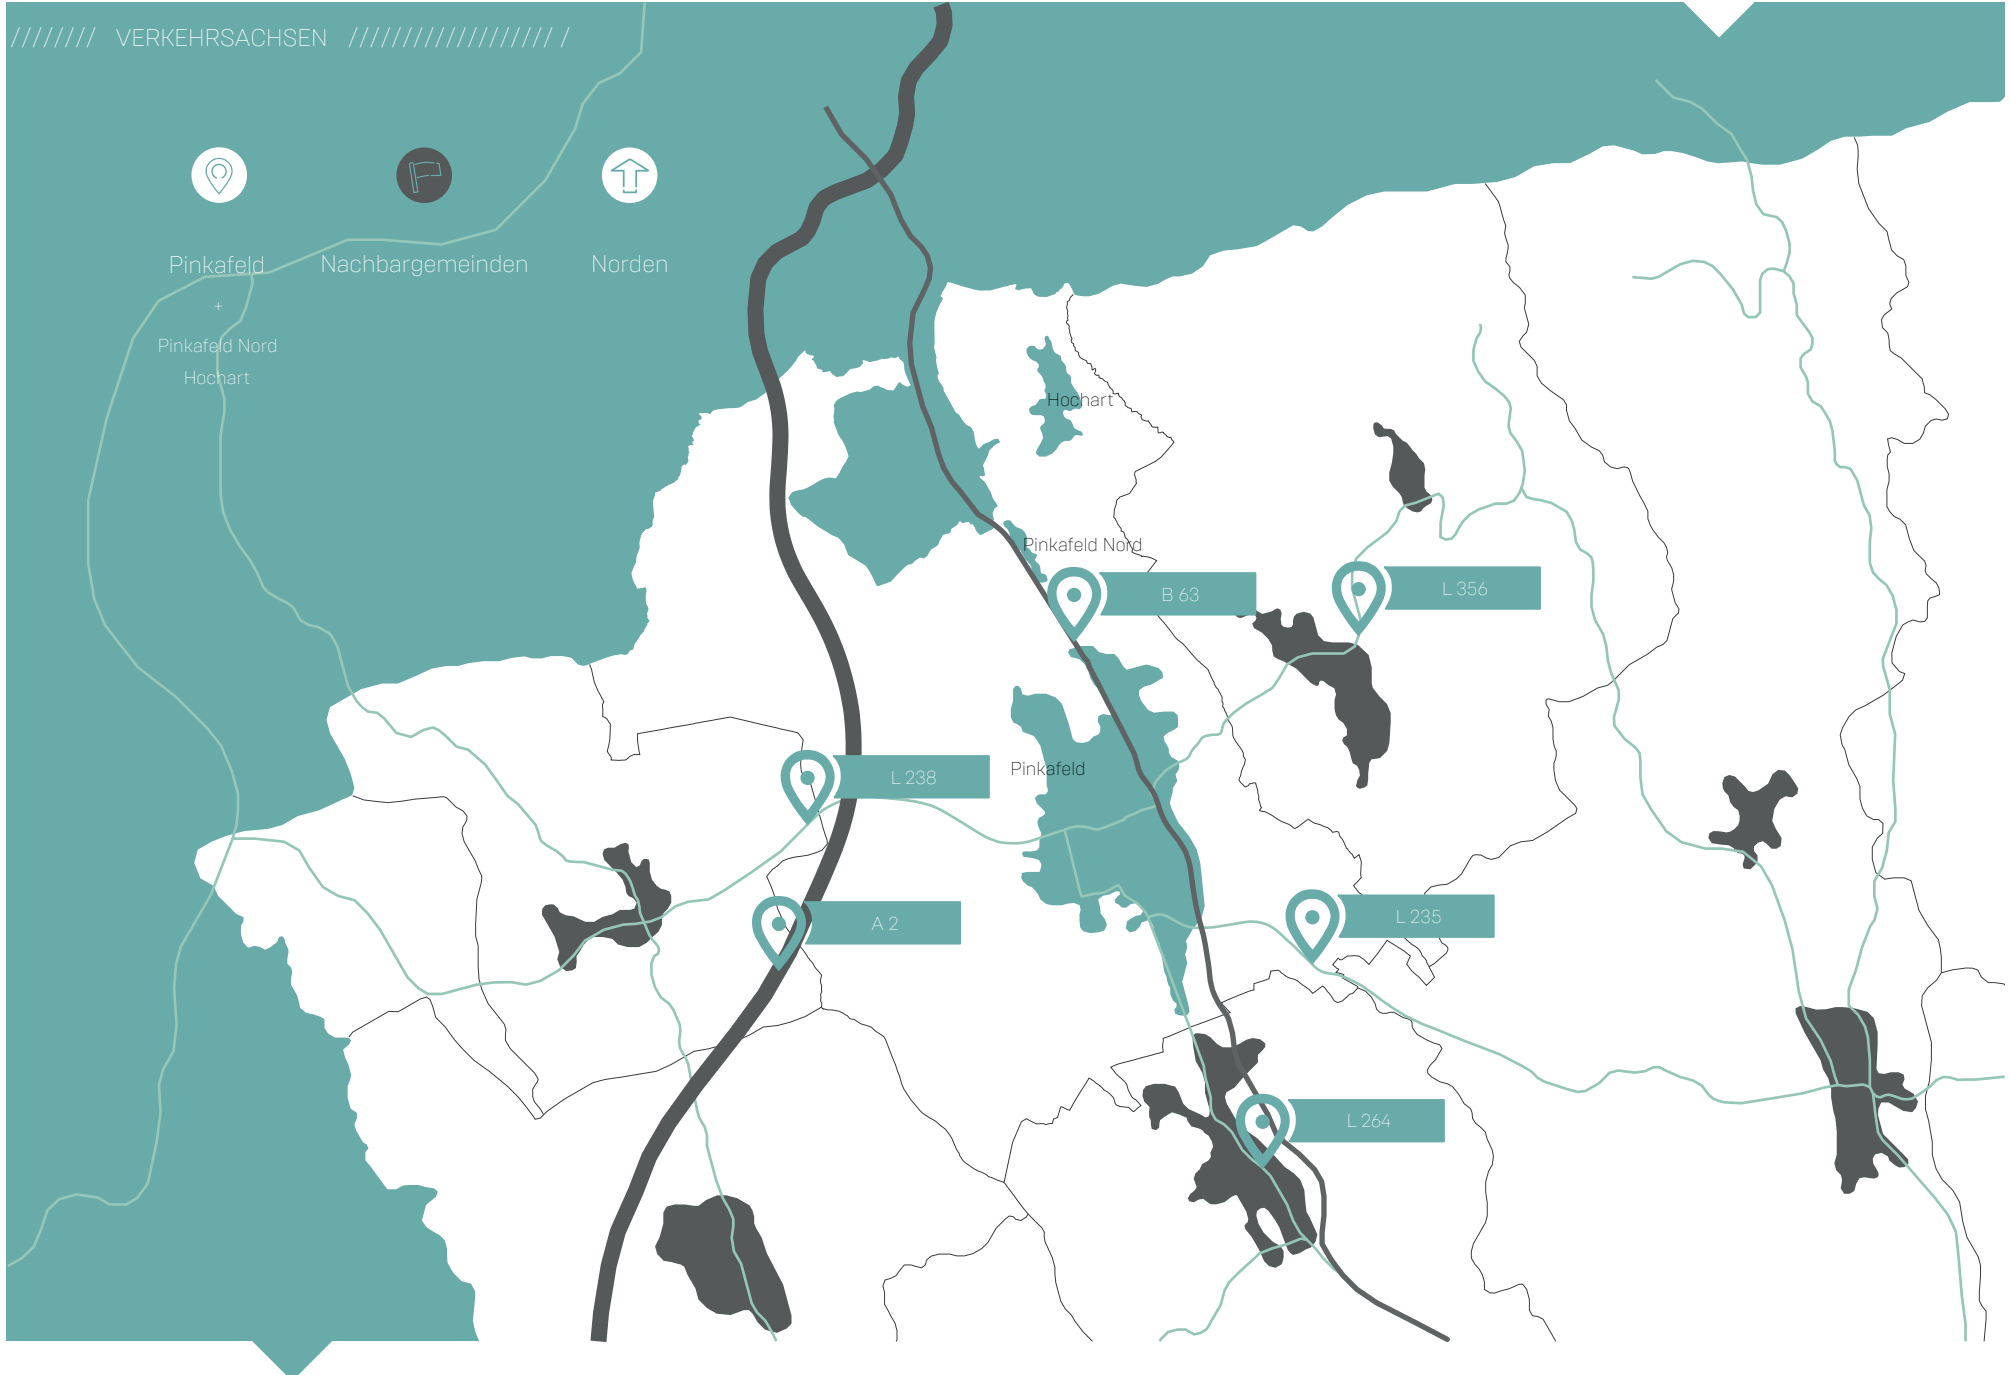 //////// VERKEHRSACHSEN /////////////////// /
Pinkafeld
+
Pinkafeld Nord
Hochart
Nachbargemeinden
Norden
Hochart
Pinkafeld Nord
B 63
L 356
Pinkafeld
L 238
A 2
L 235
L 264